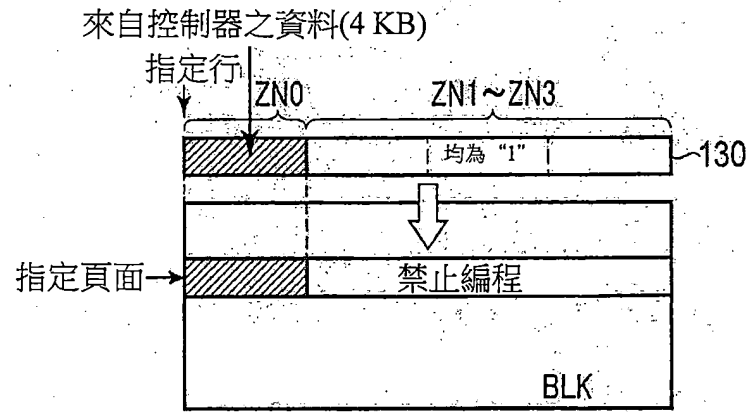 來自控制器之資料(4 KB)
指定行
ZN0
ZN1～ZN3
均為 “1”
130
指定頁面
禁止編程
BLK